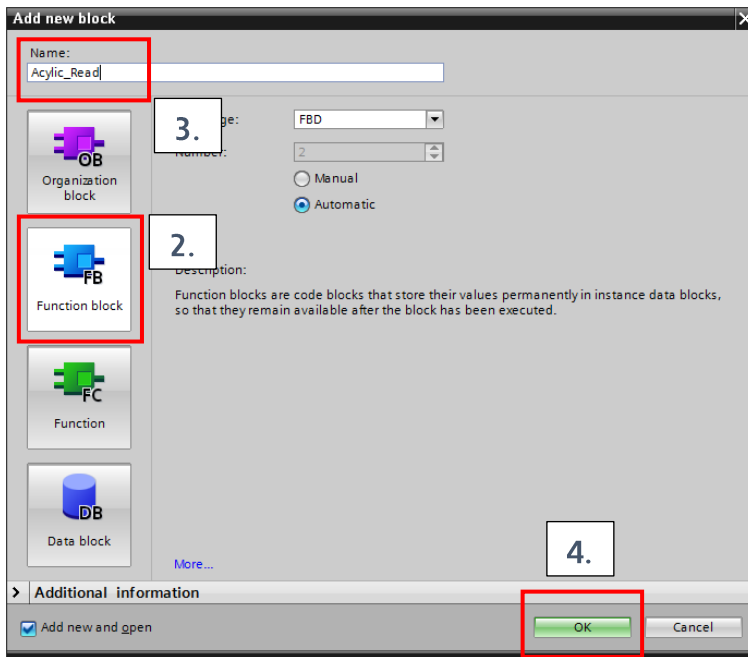 Add new block
Name:
Acylic_Read
3.
ge:
FBD
Number:
2
Manual
Automatic
OB
Organization
block
2.
FB
Function block
Description:
Function blocks are code blocks that store their values permanently in instance data blocks,
so that they remain available after the block has been executed.
FC
Function
DB
Data block
More...
4.
> Additional information
Add new and open
OK
Cancel